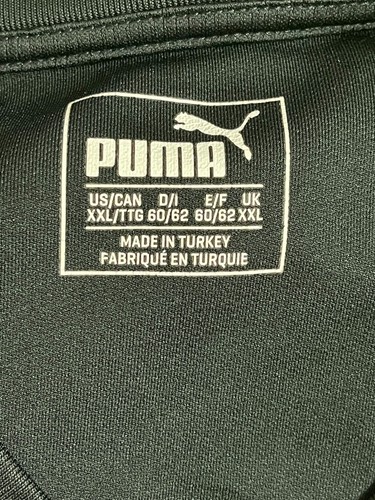 PUMA
US/CAN D/I E/F UK
XXL/TTG 60/62 60/62 XXL
MADE IN TURKEY
FABRIQUÉ EN TURQUIE